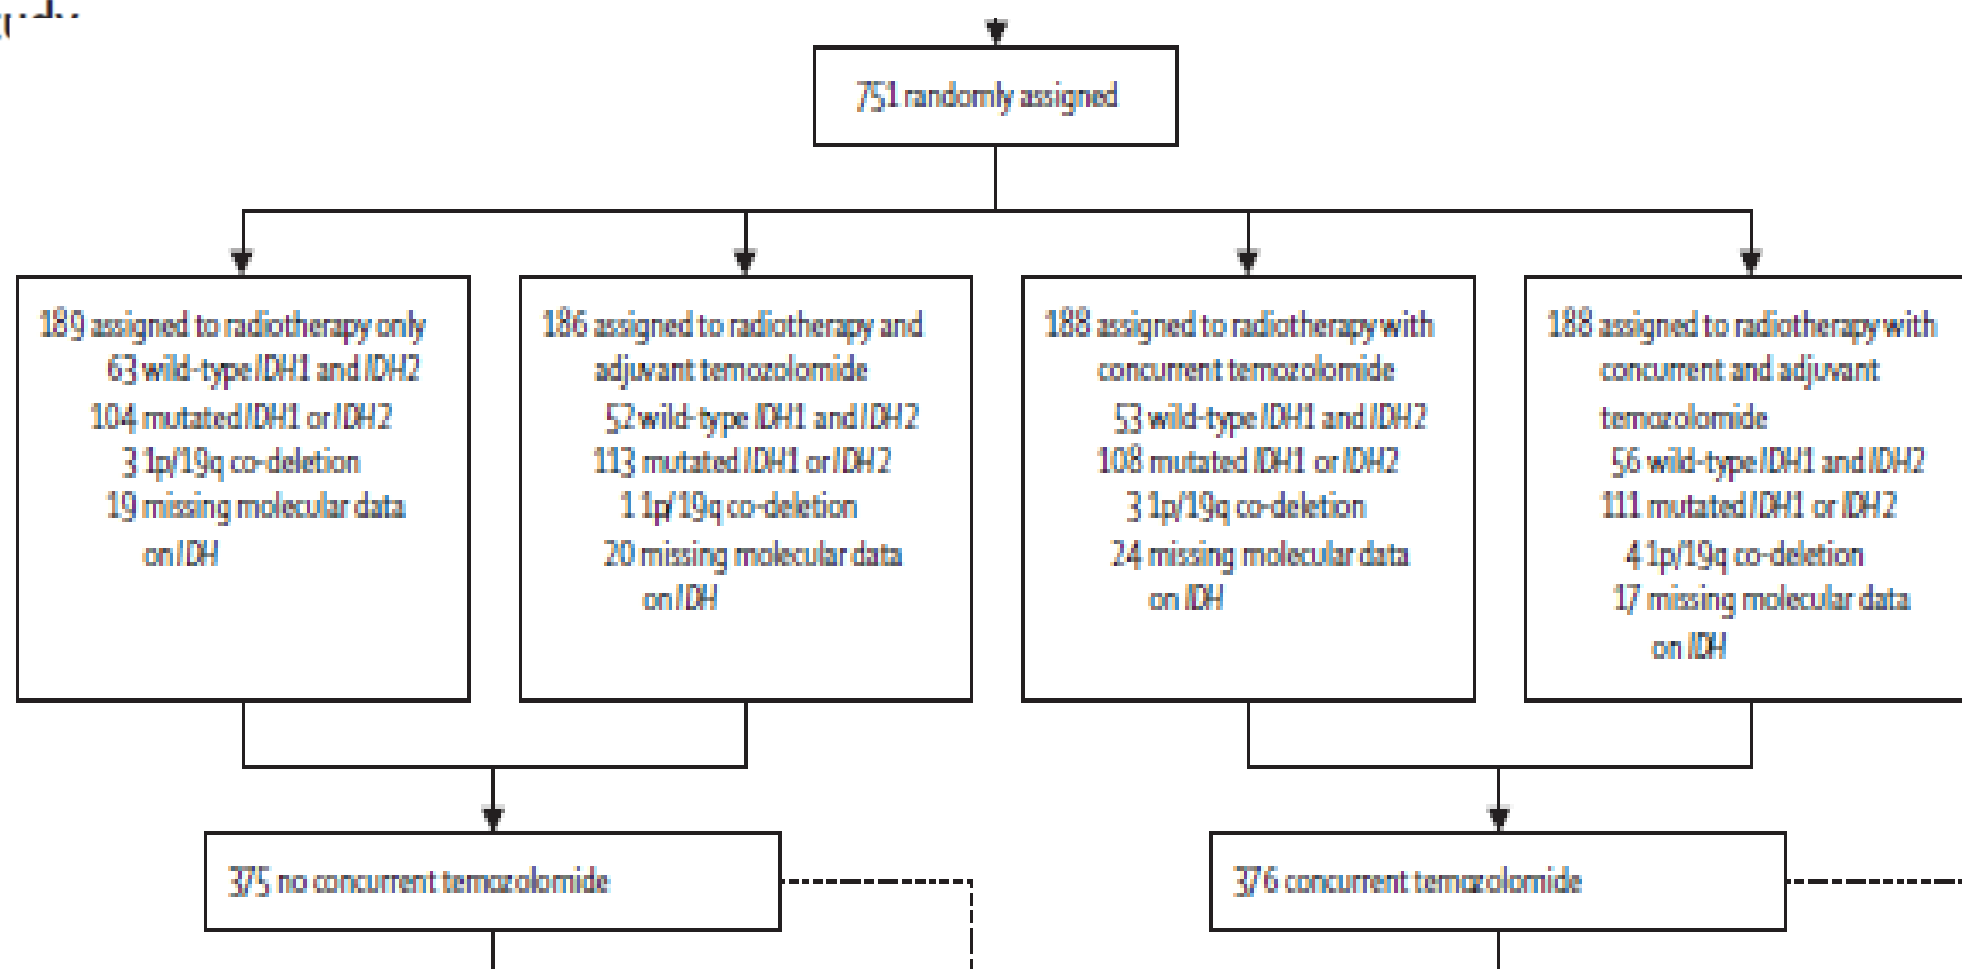 751 randomly assigned
189 assigned to radiotherapy only
63 wild-type IDH1 and IDH2
104 mutated IDH1 or IDH2
3 1p/19q co-deletion
19 missing molecular data
on IDH
186 assigned to radiotherapy and
adjuvant temozolomide
52 wild-type IDH1 and IDH2
113 mutated IDH1 or IDH2
1 1p/19q co-deletion
20 missing molecular data
on IDH
188 assigned to radiotherapy with
concurrent temozolomide
53 wild-type IDH1 and IDH2
108 mutated IDH1 or IDH2
3 1p/19q co-deletion
24 missing molecular data
on IDH
188 assigned to radiotherapy with
concurrent and adjuvant
temozolomide
56 wild-type IDH1 and IDH2
111 mutated IDH1 or IDH2
4 1p/19q co-deletion
17 missing molecular data
on IDH
375 no concurrent temozolomide
376 concurrent temozolomide